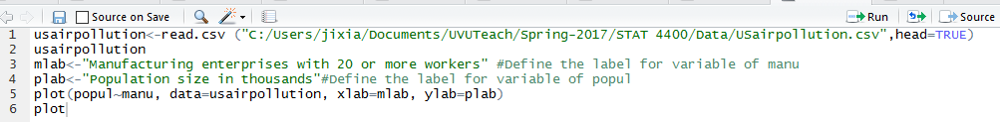 Source on Save Run Source
1 usairpollution<-read.csv ("C:/Users/jixia/Documents/UVUTeach/Spring-2017/STAT 4400/Data/USairpollution.csv",head=TRUE)
2 usairpollution
3 mlab<-"Manufacturing enterprises with 20 or more workers" #Define the label for variable of manu
4 plab<-"Population size in thousands"#Define the label for variable of popul
5 plot(popul~manu, data=usairpollution, xlab=mlab, ylab=plab)
6 plot